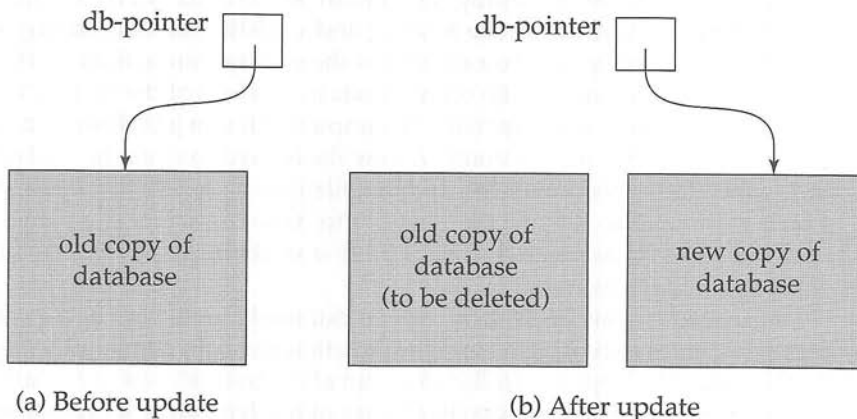 db-pointer
db-pointer
old copy of
database
old copy of
database
(to be deleted)
new copy of
database
(a) Before update
(b) After update